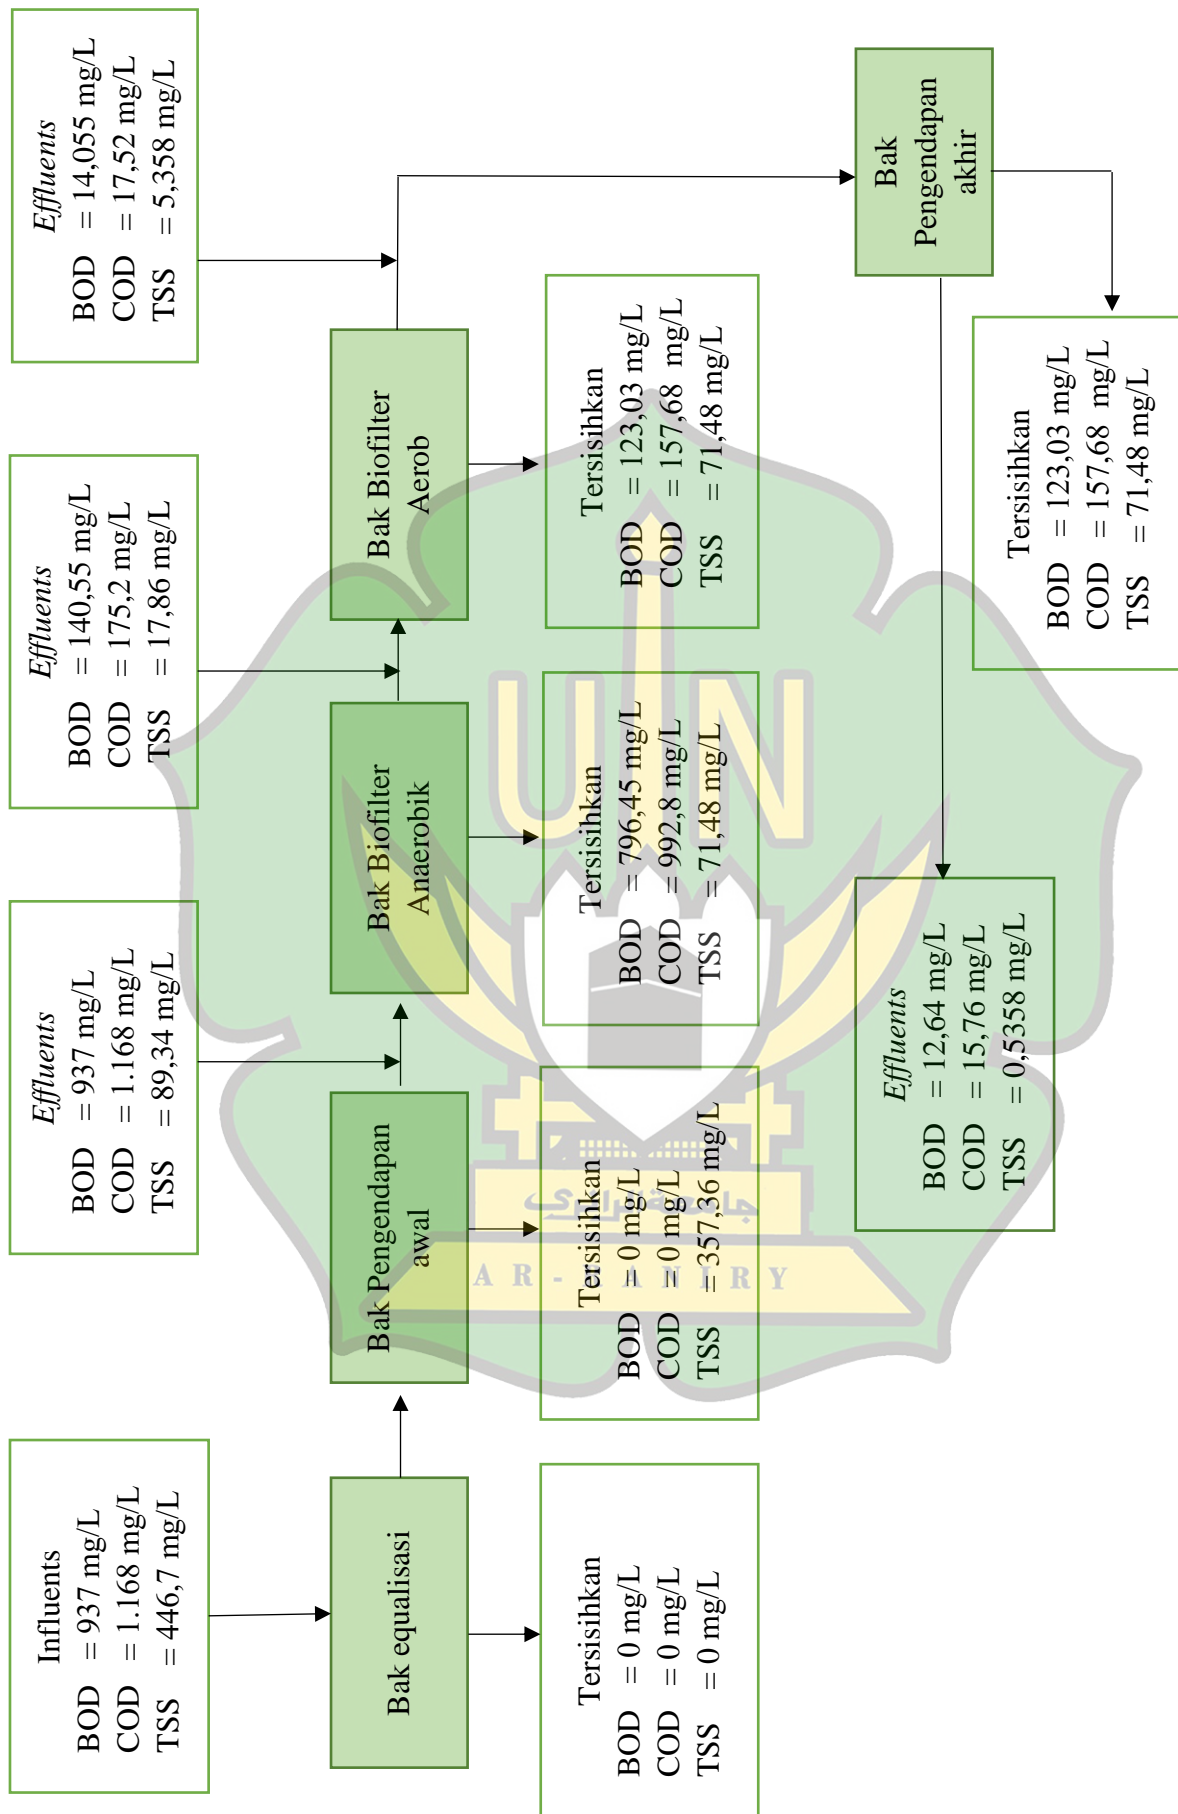 Influents
BOD = 937 mg/L
COD = 1.168 mg/L
TSS = 446,7 mg/L
Effluents
BOD = 937 mg/L
COD = 1.168 mg/L
TSS = 89,34 mg/L
Effluents
BOD = 140,55 mg/L
COD = 175,2 mg/L
TSS = 17,86 mg/L
Effluents
BOD = 14,055 mg/L
COD = 17,52 mg/L
TSS = 5,358 mg/L
Bak equalisasi
Bak Pengendapan
awal
Bak Biofilter
Anaerobik
Bak Biofilter
Aerob
Tersisihkan
BOD = 0 mg/L
COD = 0 mg/L
TSS = 0 mg/L
Tersisihkan
BOD = 0 mg/L
COD = 0 mg/L
TSS = 357,36 mg/L
Tersisihkan
BOD = 796,45 mg/L
COD = 992,8 mg/L
TSS = 71,48 mg/L
Tersisihkan
BOD = 123,03 mg/L
COD = 157,68 mg/L
TSS = 71,48 mg/L
Bak
Pengendapan
akhir
Effluents
BOD = 12,64 mg/L
COD = 15,76 mg/L
TSS = 0,5358 mg/L
Tersisihkan
BOD = 123,03 mg/L
COD = 157,68 mg/L
TSS = 71,48 mg/L
UIN
جامعة الرانري
AR-RANIRY